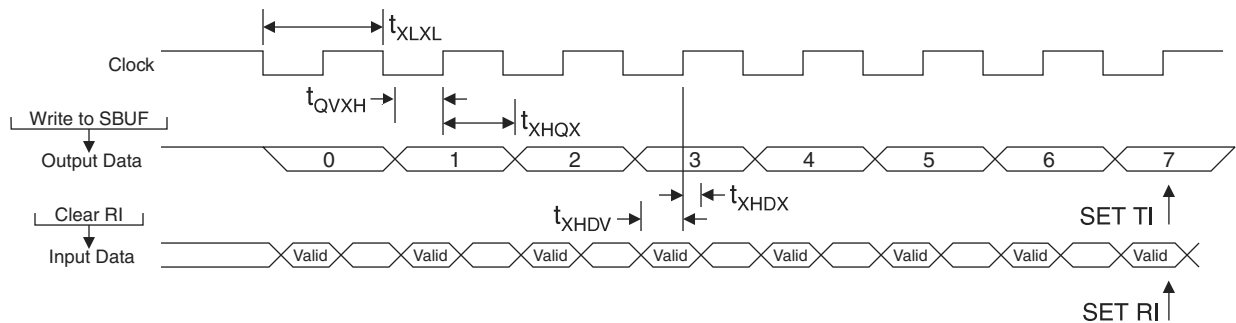 tXLXL
Clock
tQVXH
tXHQX
Write to SBUF
Output Data
0 1 2 3 4 5 6 7
tXHDX
tXHDV
SET TI
Clear RI
Input Data
Valid Valid Valid Valid Valid Valid Valid Valid
SET RI